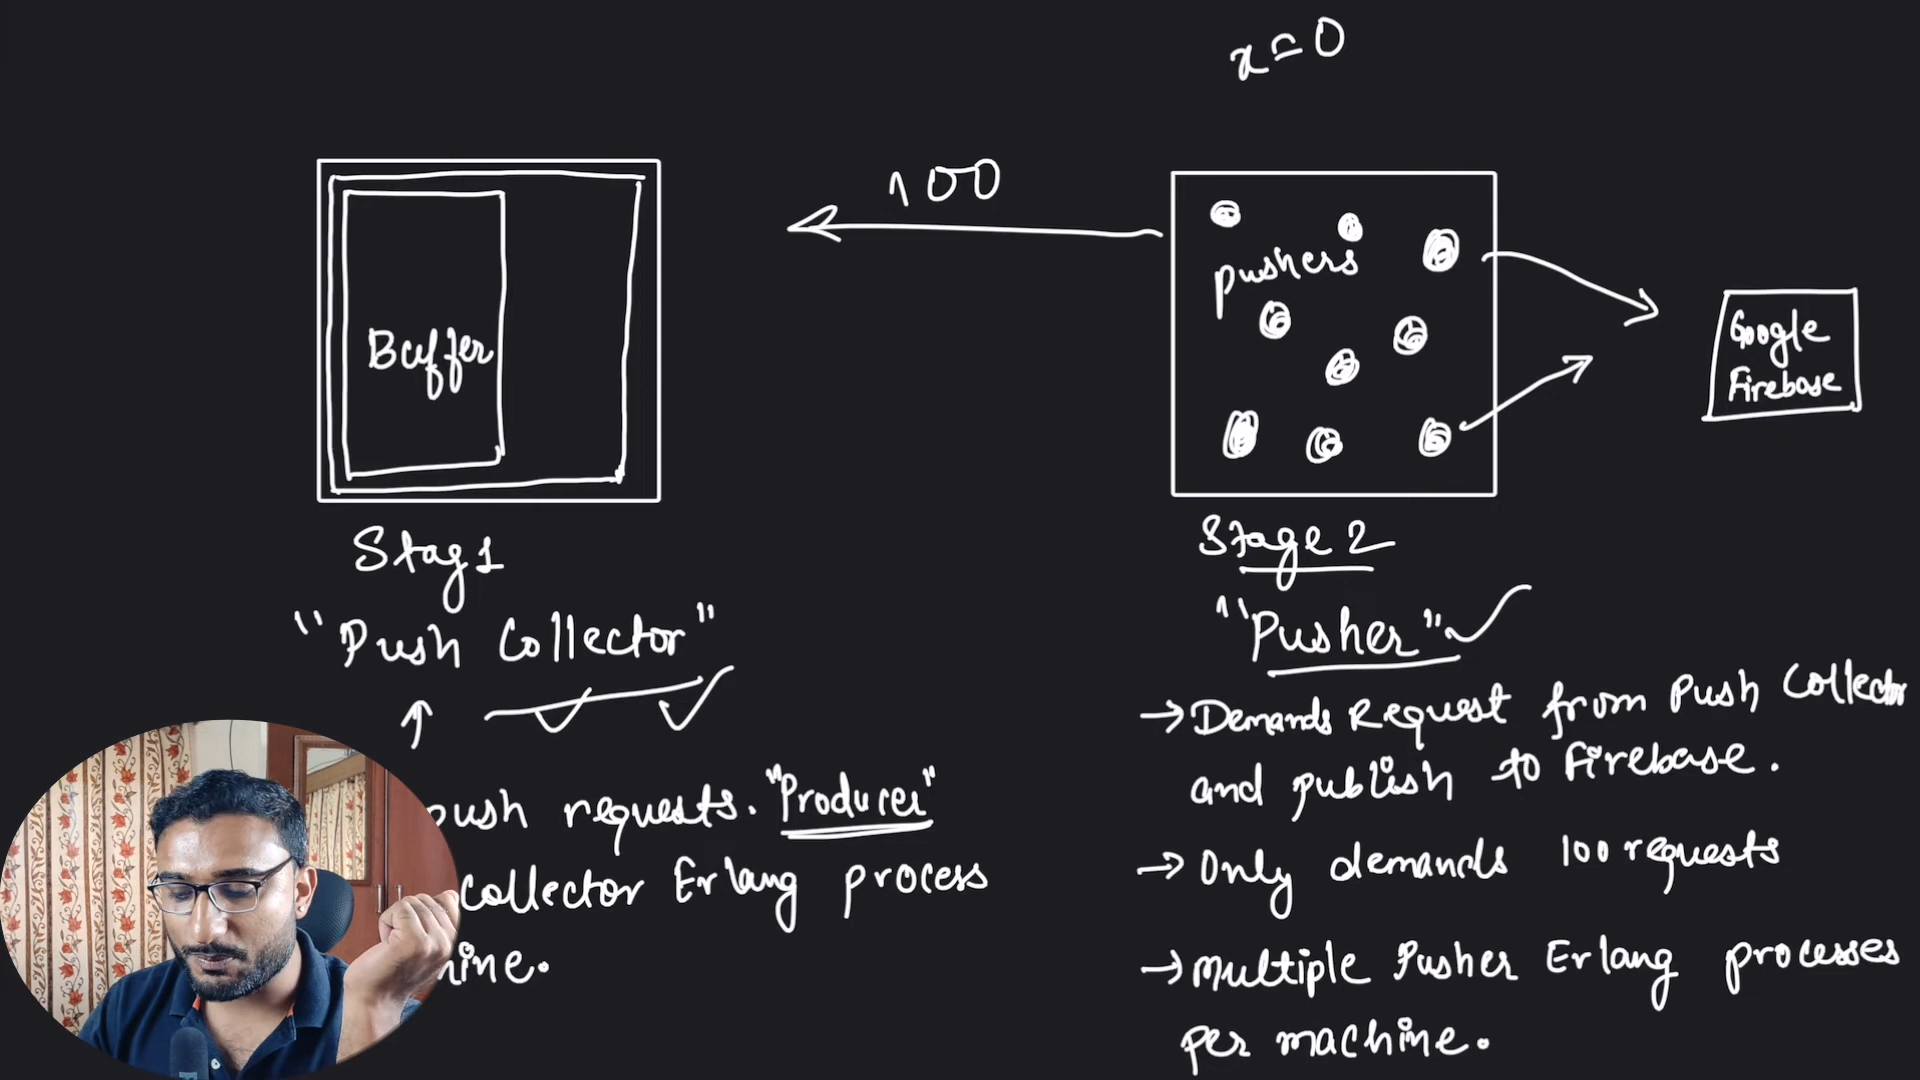 x = 0
100
Buffer
pushers
Google
Firebase
Stag1
"Push Collector"
push requests. "Producer"
collector Erlang process
hine.
Stage 2
"Pusher"
→ Demands Request from Push Collector
and publish to Firebase.
→ Only demands 100 requests
→ Multiple Pusher Erlang processes
per machine.